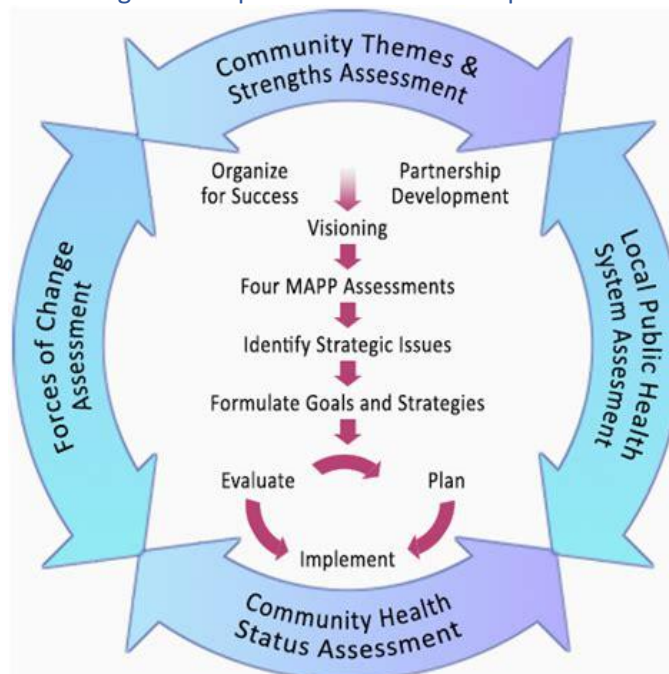 Community Themes &
Strengths Assessment
Organize
for Success
Partnership
Development
Visioning
Four MAPP Assessments
Identify Strategic Issues
Formulate Goals and Strategies
Evaluate
Plan
Implement
Forces of Change
Assessment
Local Public Health
System Assesment
Community Health
Status Assessment